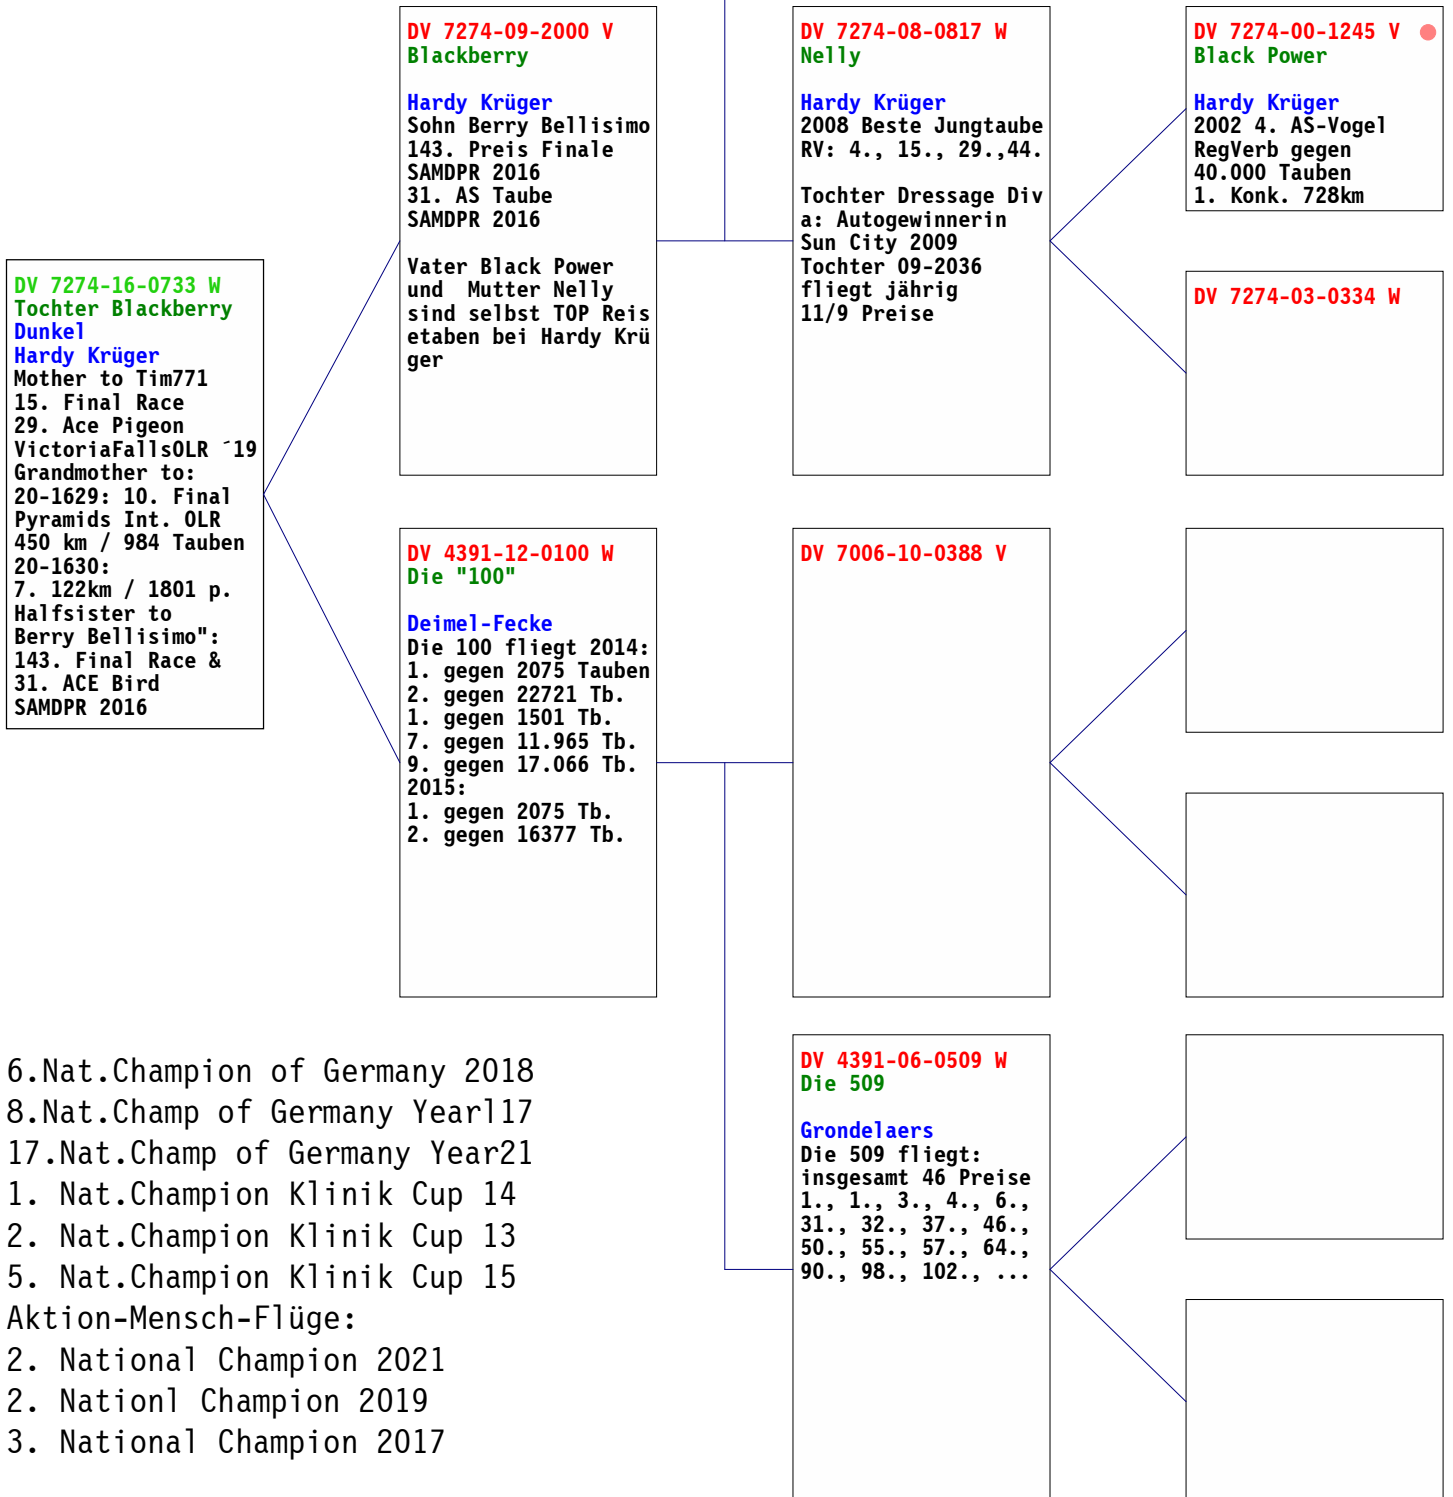 DV 7274-16-0733 W
Tochter Blackberry
Dunkel
Hardy Krüger
Mother to Tim771
15. Final Race
29. Ace Pigeon
VictoriaFallsOLR ´19
Grandmother to:
20-1629: 10. Final
Pyramids Int. OLR
450 km / 984 Tauben
20-1630:
7. 122km / 1801 p.
Halfsister to
Berry Bellisimo":
143. Final Race &
31. ACE Bird
SAMDPR 2016
DV 7274-09-2000 V
Blackberry
Hardy Krüger
Sohn Berry Bellisimo
143. Preis Finale
SAMDPR 2016
31. AS Taube
SAMDPR 2016
Vater Black Power
und  Mutter Nelly
sind selbst TOP Reis
etaben bei Hardy Krü
ger
DV 4391-12-0100 W
Die "100"
Deimel-Fecke
Die 100 fliegt 2014:
1. gegen 2075 Tauben
2. gegen 22721 Tb.
1. gegen 1501 Tb.
7. gegen 11.965 Tb.
9. gegen 17.066 Tb.
2015:
1. gegen 2075 Tb.
2. gegen 16377 Tb.
DV 7274-08-0817 W
Nelly
Hardy Krüger
2008 Beste Jungtaube
RV: 4., 15., 29.,44.
Tochter Dressage Div
a: Autogewinnerin
Sun City 2009
Tochter 09-2036
fliegt jährig
11/9 Preise
DV 7006-10-0388 V
DV 4391-06-0509 W
Die 509
Grondelaers
Die 509 fliegt:
insgesamt 46 Preise
1., 1., 3., 4., 6.,
31., 32., 37., 46.,
50., 55., 57., 64.,
90., 98., 102., ...
DV 7274-00-1245 V
Black Power
Hardy Krüger
2002 4. AS-Vogel
RegVerb gegen
40.000 Tauben
1. Konk. 728km
DV 7274-03-0334 W
6.Nat.Champion of Germany 2018
8.Nat.Champ of Germany Yearl17
17.Nat.Champ of Germany Year21
1. Nat.Champion Klinik Cup 14
2. Nat.Champion Klinik Cup 13
5. Nat.Champion Klinik Cup 15
Aktion-Mensch-Flüge:
2. National Champion 2021
2. Nationl Champion 2019
3. National Champion 2017